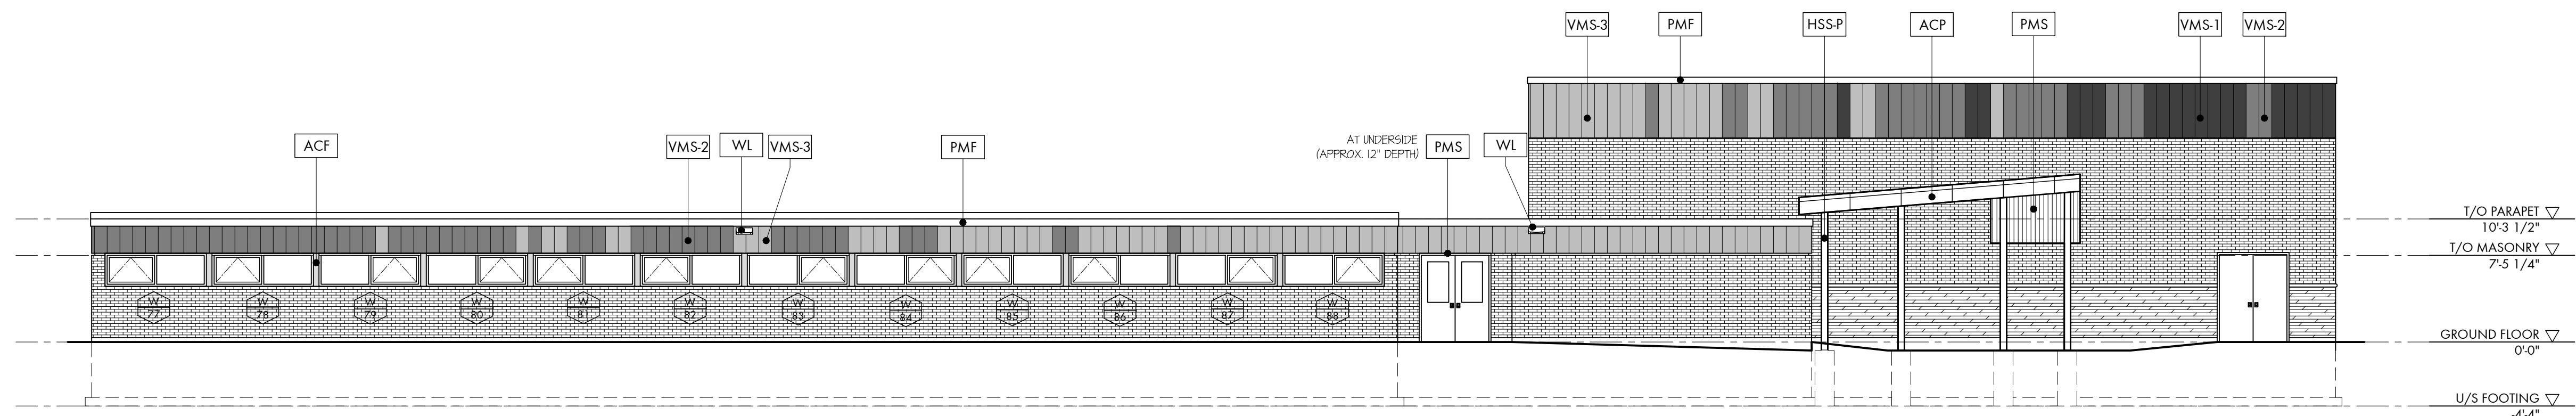 VMS-3
PMF
HSS-P
ACP
PMS
VMS-1
VMS-2
ACF
VMS-2
WL
VMS-3
PMF
AT UNDERSIDE
(APPROX. 12" DEPTH)
PMS
WL
T/O PARAPET
10'-3 1/2"
T/O MASONRY
7'-5 1/4"
W
77
W
78
W
79
W
80
W
81
W
82
W
83
W
84
W
85
W
86
W
87
W
88
GROUND FLOOR
0'-0"
U/S FOOTING
-4'-4"